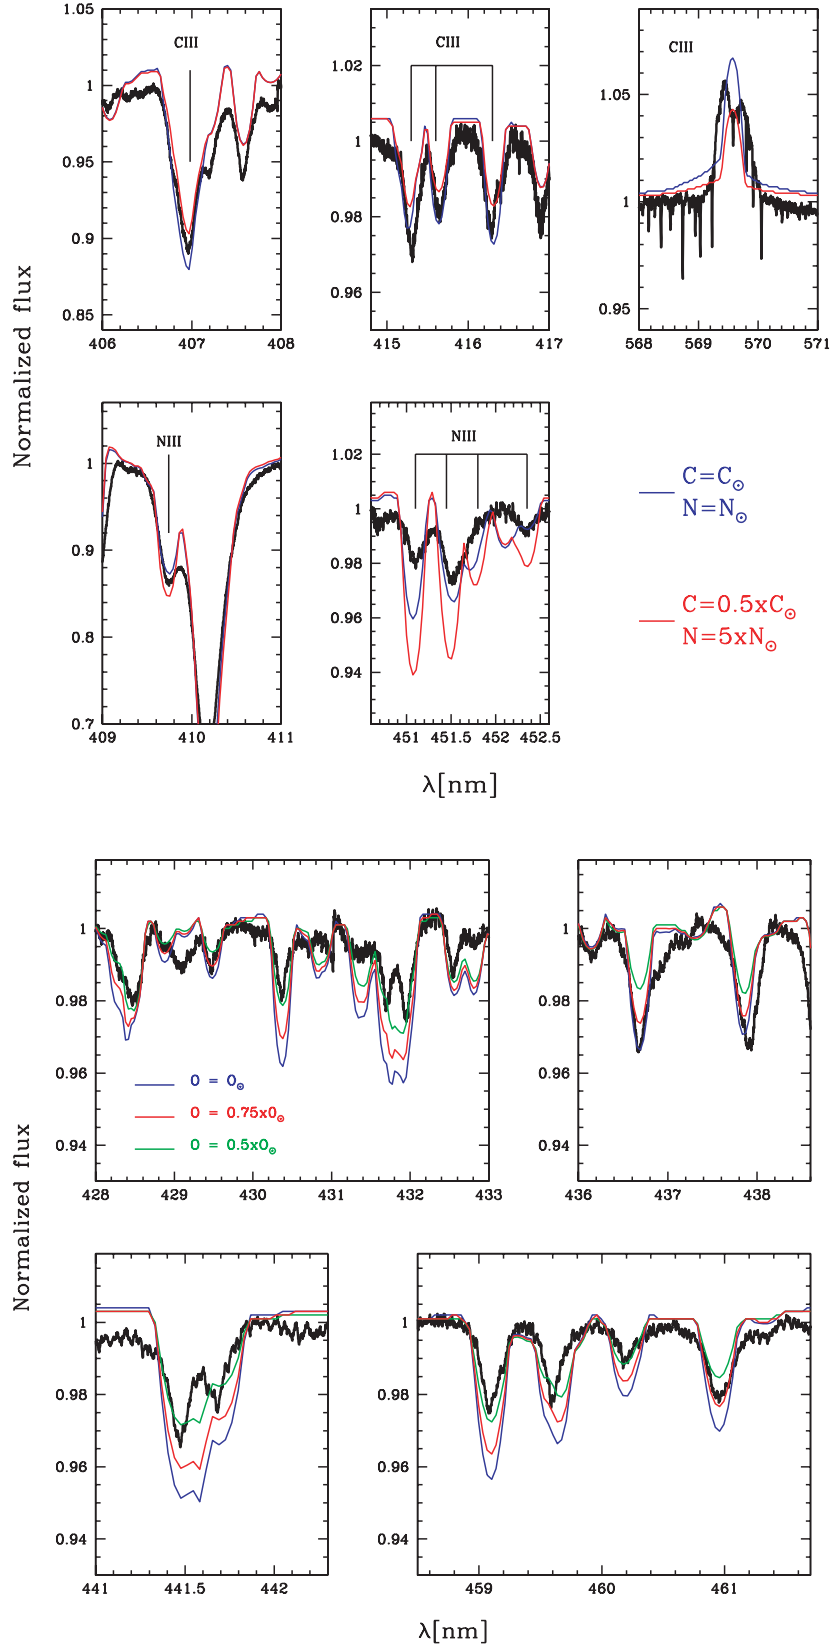 1.05
1
0.95
0.9
0.85
CIII
406 407 408
1.02
1
0.98
0.96
CIII
415 416 417
1.05
1
0.95
CIII
568 569 570 571
Normalized flux
1
0.9
0.8
0.7
NIII
409 410 411
1.02
1
0.98
0.96
0.94
NIII
451 451.5 452 452.5
C=C⊙
N=N⊙
C=0.5xC⊙
N=5xN⊙
λ[nm]
1
0.98
0.96
0.94
O = O⊙
O = 0.75xO⊙
O = 0.5xO⊙
428 429 430 431 432 433
1
0.98
0.96
0.94
436 437 438
Normalized flux
1
0.98
0.96
0.94
441 441.5 442
1
0.98
0.96
0.94
459 460 461
λ[nm]